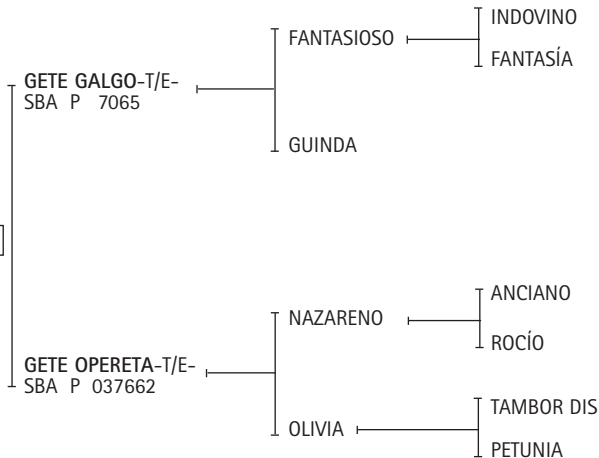 INDOVINO
FANTASIOSO
FANTASÍA
GETE GALGO-T/E-
SBA P 7065
GUINDA
ANCIANO
NAZARENO
ROCÍO
GETE OPERETA-T/E-
SBA P 037662
TAMBOR DIS
OLIVIA
PETUNIA